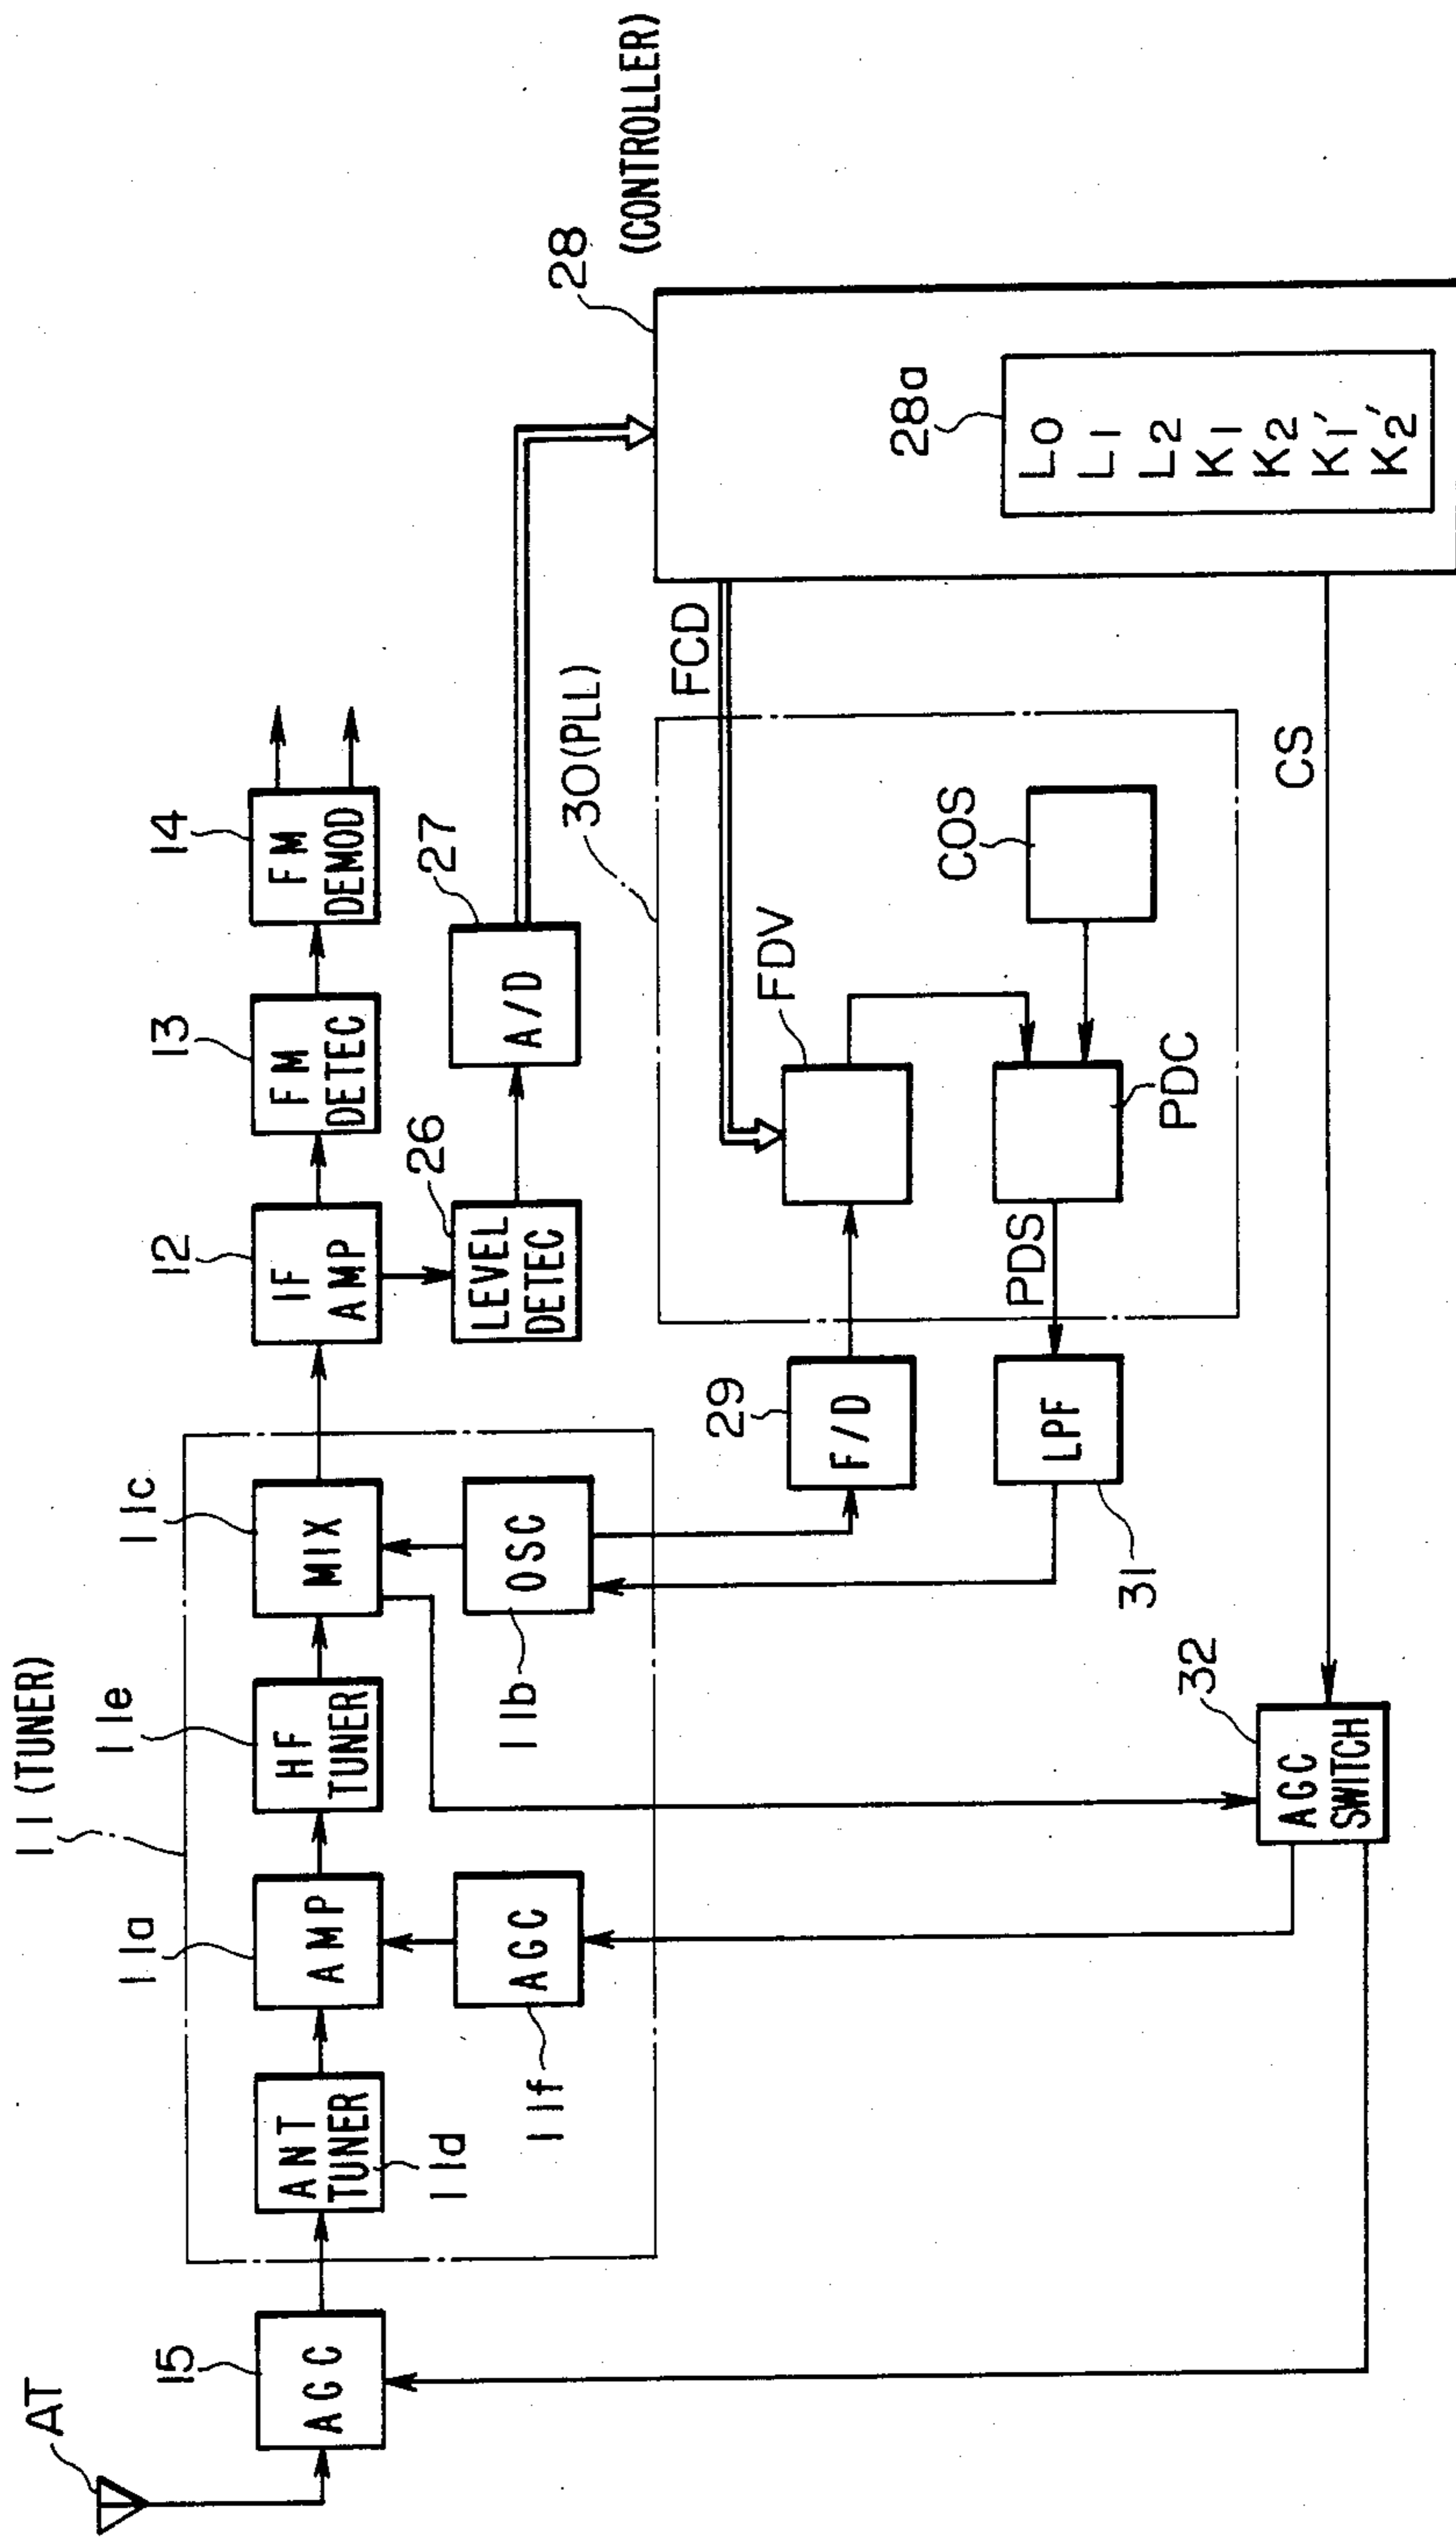 11 (TUNER)
AT
15
AGC
11d
ANT
TUNER
11a
AMP
11f
AGC
11e
HF
TUNER
11c
MIX
11b
OSC
12
IF
AMP
13
FM
DETEC
14
FM
DEMOD
26
LEVEL
DETEC
27
A/D
29
F/D
31
LPF
30(PLL)
FDV
PDC
PDS
COS
FCD
CS
32
AGC
SWITCH
28
(CONTROLLER)
28a
L0
L1
L2
K1
K2
K1'
K2'